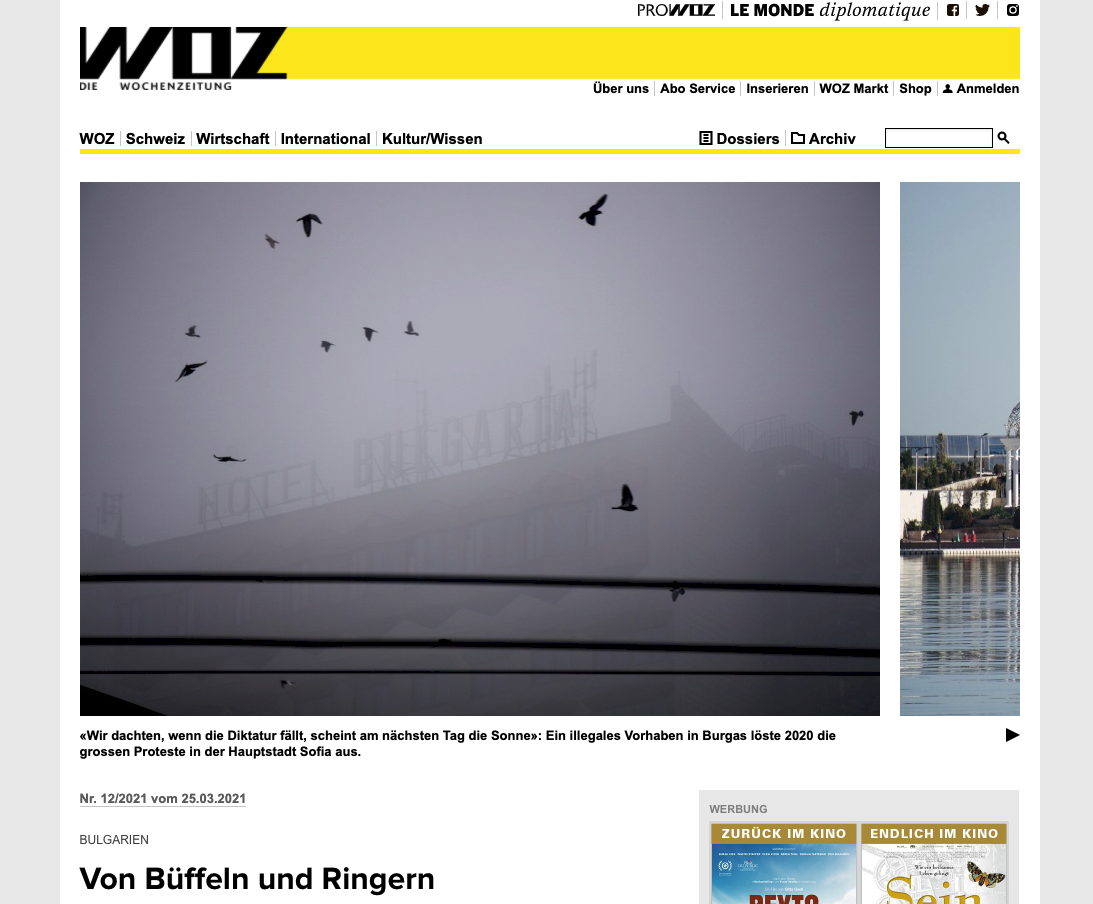 PROWOZ
LE MONDE diplomatique
WOZ
DIE WOCHENZEITUNG
Über uns
Abo Service
Inserieren
WOZ Markt
Shop
Anmelden
WOZ
Schweiz
Wirtschaft
International
Kultur/Wissen
Dossiers
Archiv
HOTEL BULGARIA
«Wir dachten, wenn die Diktatur fällt, scheint am nächsten Tag die Sonne»: Ein illegales Vorhaben in Burgas löste 2020 die
grossen Proteste in der Hauptstadt Sofia aus.
Nr. 12/2021 vom 25.03.2021
BULGARIEN
Von Büffeln und Ringern
WERBUNG
ZURÜCK IM KINO
ENDLICH IM KINO
Sein